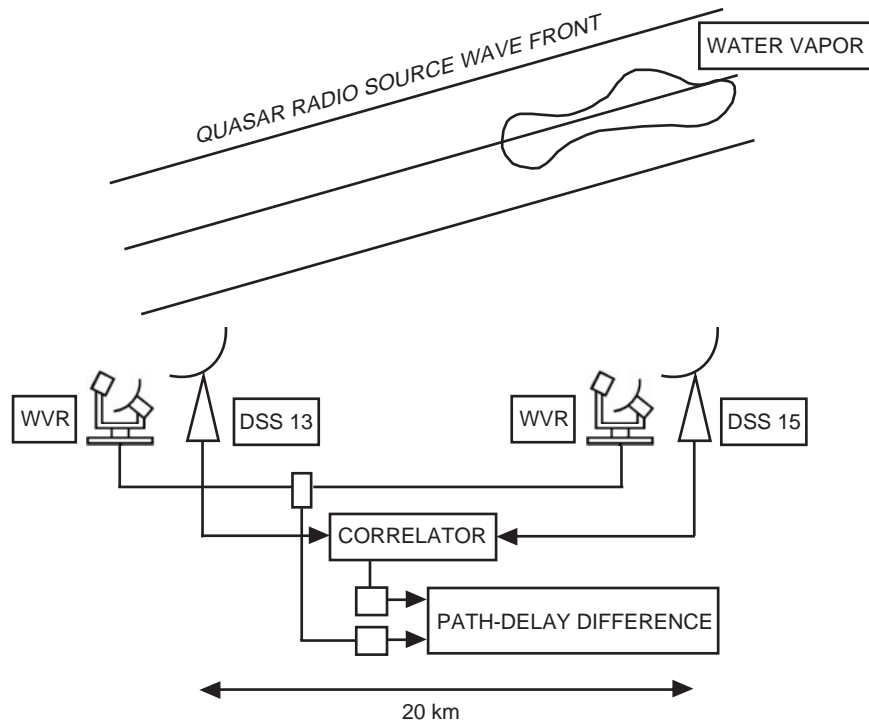 WATER VAPOR
QUASAR RADIO SOURCE WAVE FRONT
WVR
DSS 13
WVR
DSS 15
CORRELATOR
PATH-DELAY DIFFERENCE
20 km